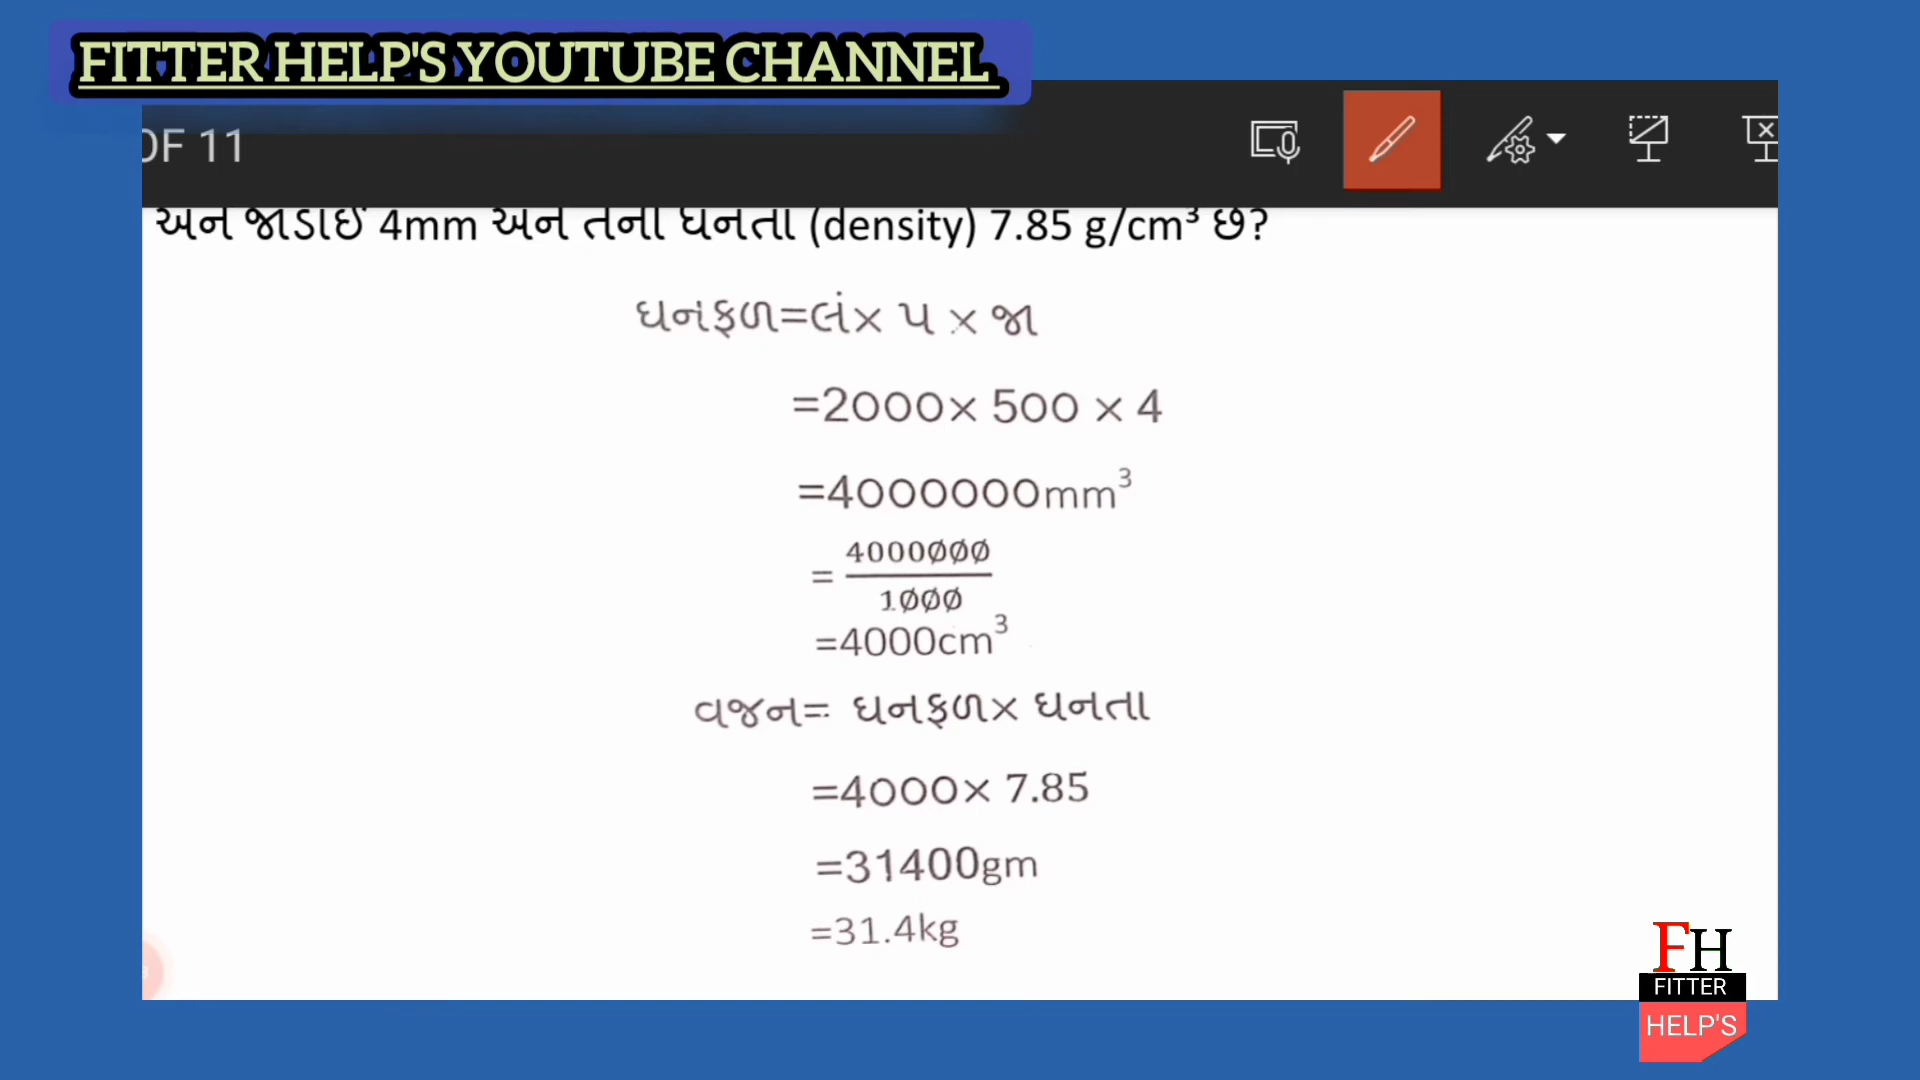 FITTER HELP'S YOUTUBE CHANNEL
OF 11
અને જાડાઈ 4mm અને તેની ઘનતા (density) 7.85 g/cm³ છે?
ઘનફળ=લં× પ × જા
=2000× 500 × 4
=4000000mm³
= 4000000
1000
=4000cm³
વજન= ઘનફળ× ઘનતા
=4000× 7.85
=31400gm
=31.4kg
FH
FITTER
HELP'S